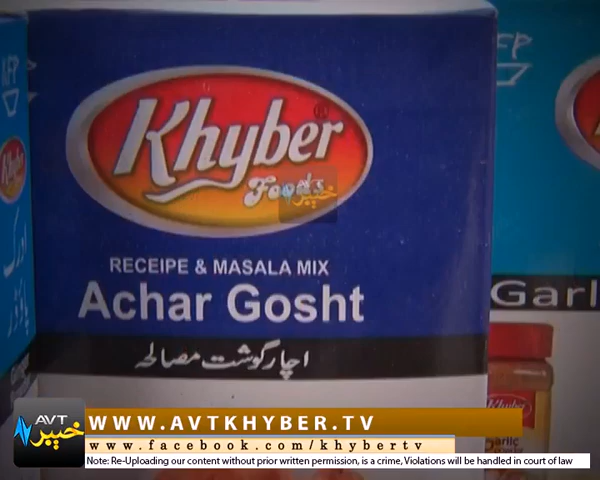 Khyber®
Foods
خیبر
RECEIPE & MASALA MIX
Achar Gosht
اچار گوشت مصالحہ
Garl
Khyber
AVT
خیبر
WWW.AVTKHYBER.TV
www.facebook.com/khybertv
Note: Re-Uploading our content without prior written permission, is a crime, Violations will be handled in court of law